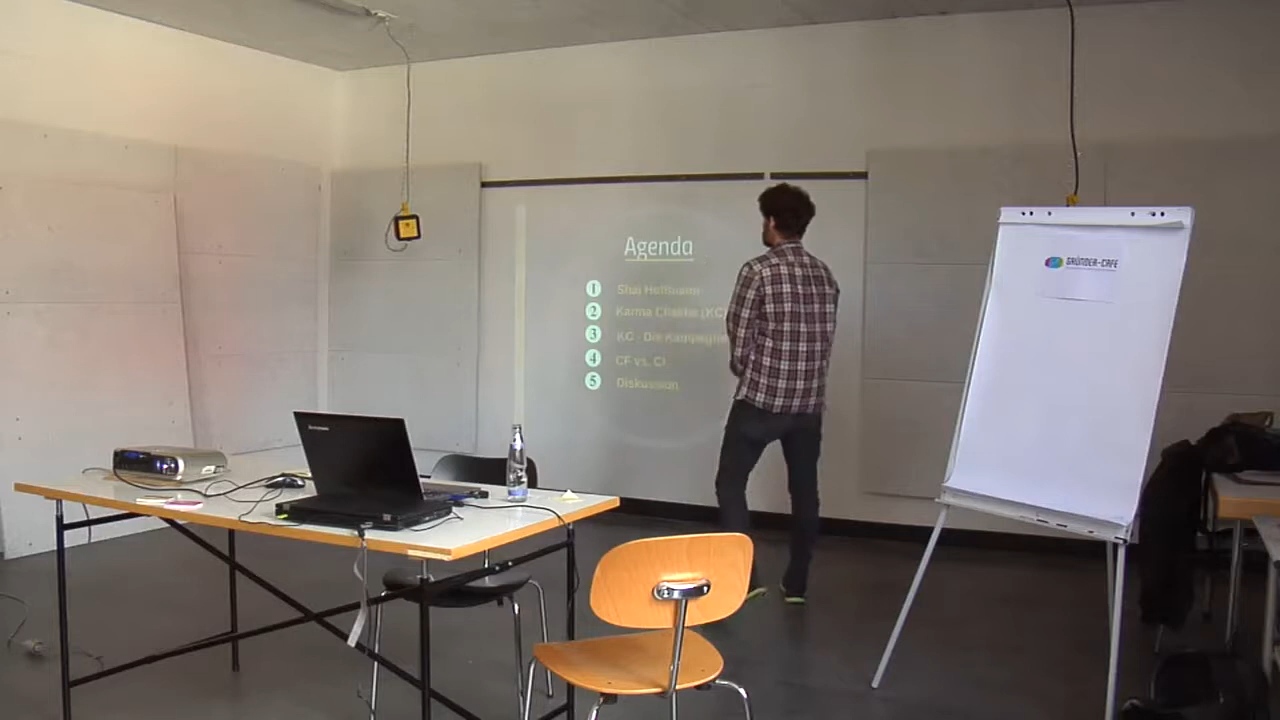 Agenda
1 Shai Hoffmann
2 Karma Chakhs (KC)
3 KC - Die Kampagne
4 CF vs. CI
5 Diskussion
GRÜNDER-CAFE
lenovo